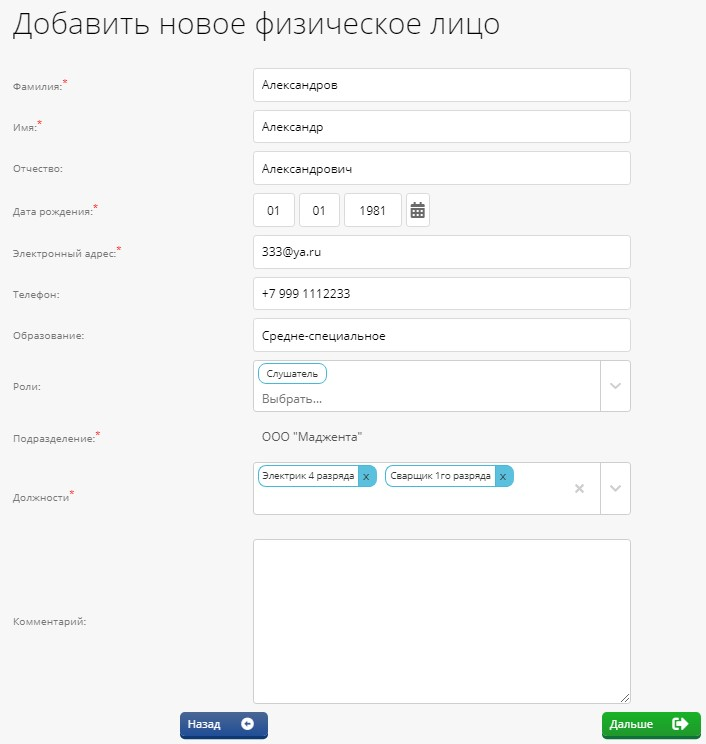 Добавить новое физическое лицо
Фамилия:* Александров
Имя:* Александр
Отчество: Александрович
Дата рождения:* 01 01 1981
Электронный адрес:* 333@ya.ru
Телефон: +7 999 1112233
Образование: Средне-специальное
Слушатель
Роли:
Выбрать...
Подразделение:* ООО "Маджента"
Электрик 4 разряда x Сварщик 1го разряда x
Должности*
Комментарий:
Назад Дальше